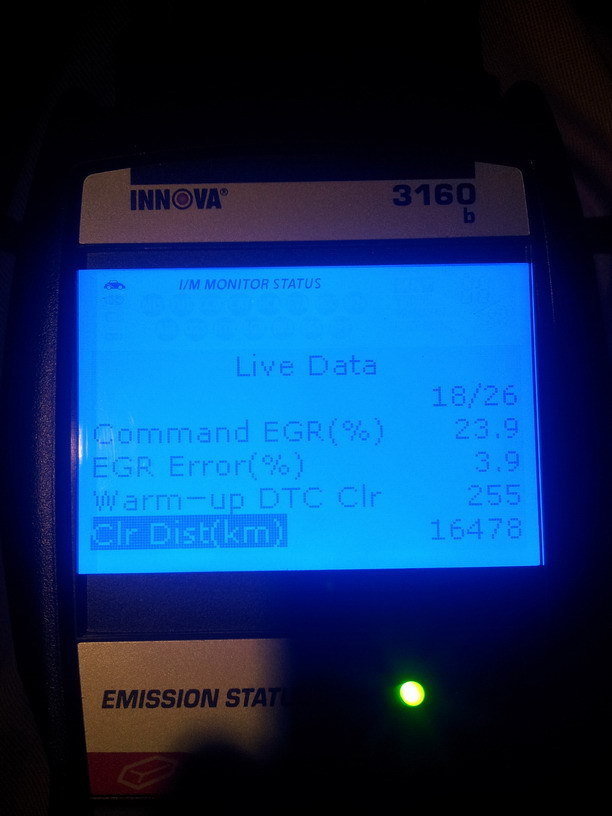 INNOVA® 3160
b
I/M MONITOR STATUS
Live Data
18/26
Command EGR(%) 23.9
EGR Error(%) 3.9
Warm-up DTC Clr 255
Clr Dist(km) 16478
EMISSION STATU